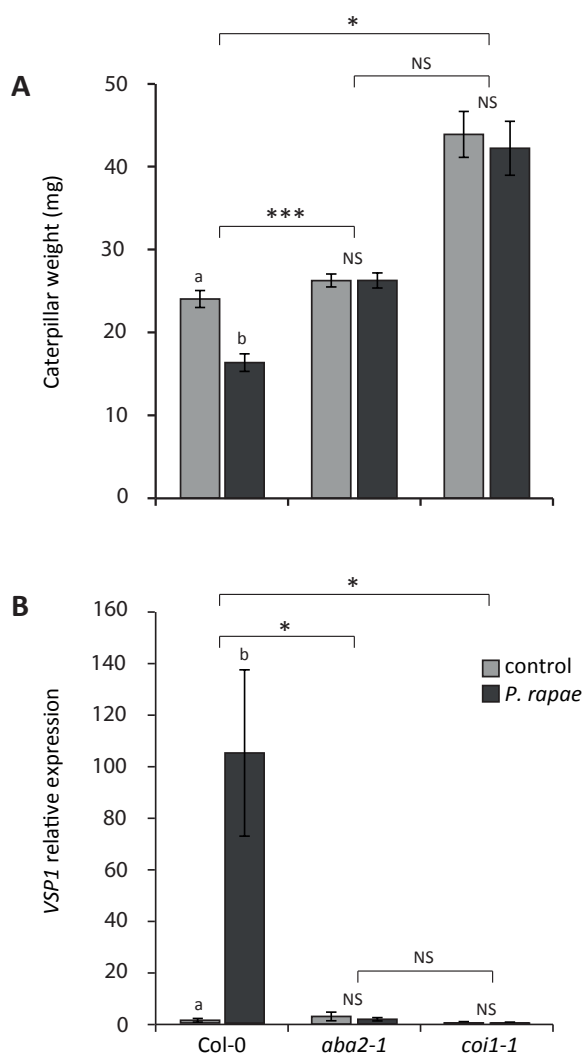 *
NS
A
50
NS
40
***
30
NS
a
20
b
10
0
Caterpillar weight (mg)
*
B
160
*
140
b
control
P. rapae
120
100
80
60
40
NS
20
a
NS
NS
0
VSP1 relative expression
Col-0 aba2-1 coi1-1